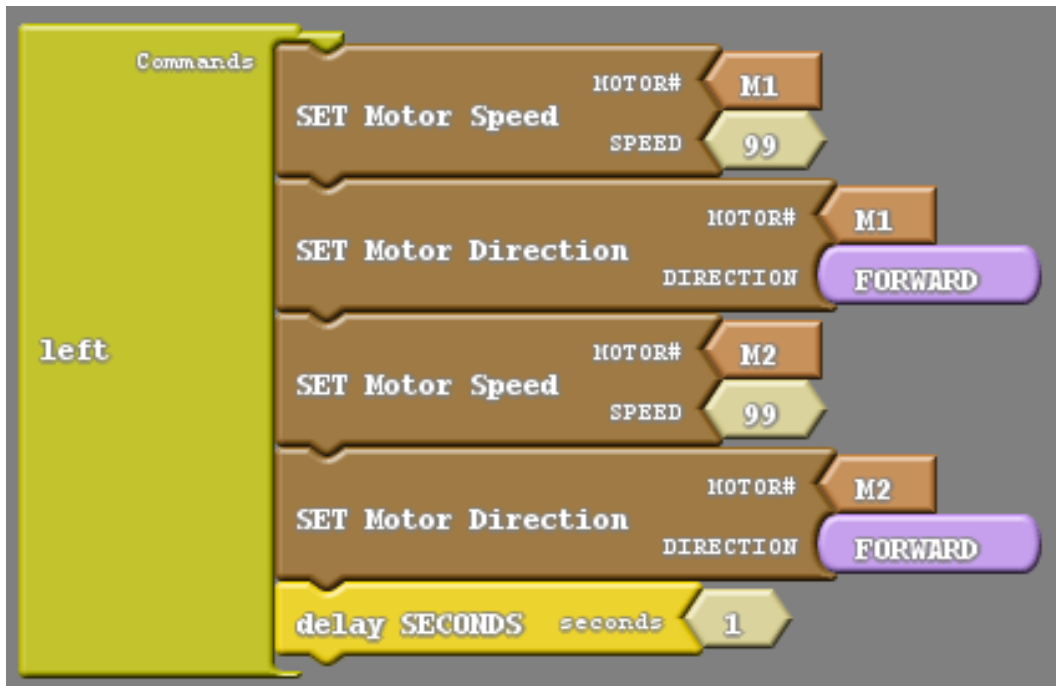 Commands
MOTOR# M1
SET Motor Speed
SPEED 99
MOTOR# M1
SET Motor Direction
DIRECTION FORWARD
left
MOTOR# M2
SET Motor Speed
SPEED 99
MOTOR# M2
SET Motor Direction
DIRECTION FORWARD
delay SECONDS seconds 1